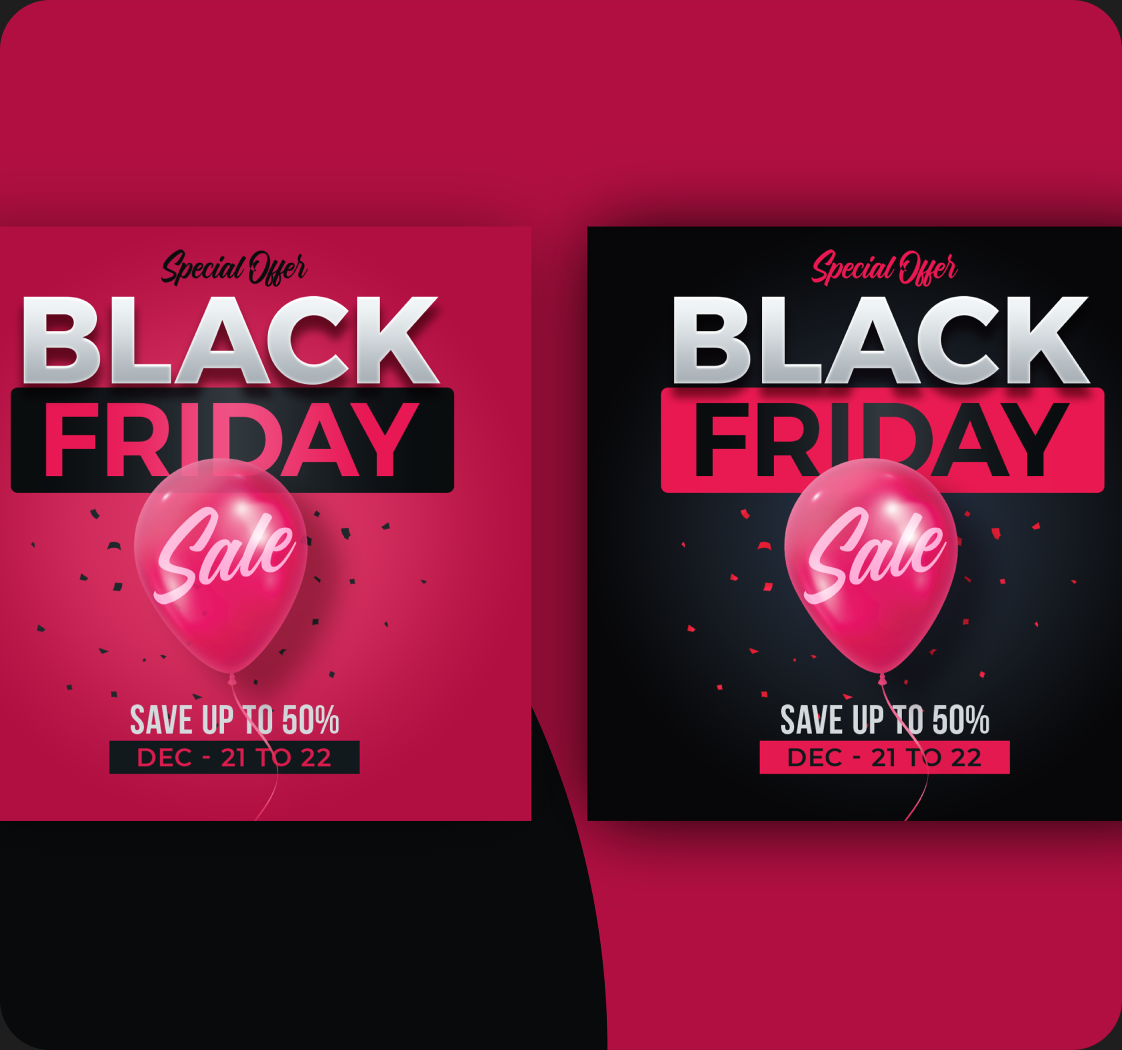 Special Offer
BLACK
FRIDAY
Sale
SAVE UP TO 50%
DEC - 21 TO 22
Special Offer
BLACK
FRIDAY
Sale
SAVE UP TO 50%
DEC - 21 TO 22